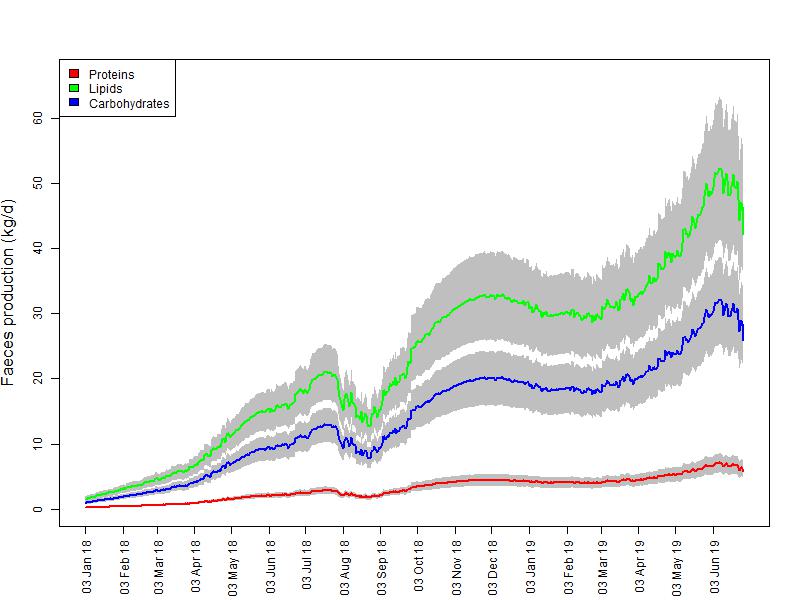 Proteins
Lipids
Carbohydrates
Faeces production (kg/d)
60
50
40
30
20
10
0
03 Jan 18
03 Feb 18
03 Mar 18
03 Apr 18
03 May 18
03 Jun 18
03 Jul 18
03 Aug 18
03 Sep 18
03 Oct 18
03 Nov 18
03 Dec 18
03 Jan 19
03 Feb 19
03 Mar 19
03 Apr 19
03 May 19
03 Jun 19